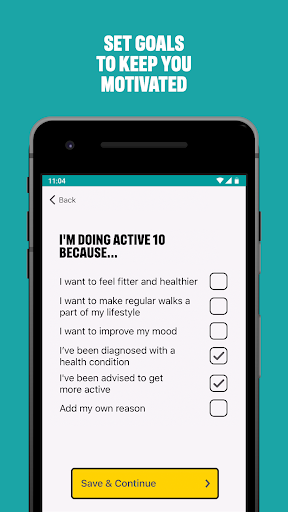 SET GOALS
TO KEEP YOU
MOTIVATED
11:04
Back
I'M DOING ACTIVE 10
BECAUSE...
I want to feel fitter and healthier
I want to make regular walks a
part of my lifestyle
I want to improve my mood
I've been diagnosed with a
health condition
I've been advised to get
more active
Add my own reason
Save & Continue